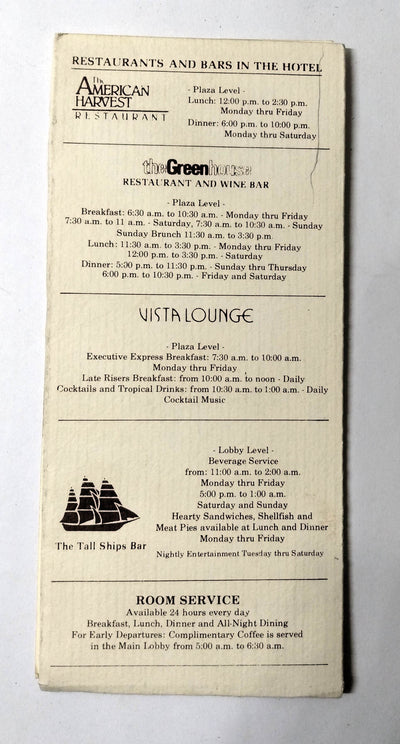 RESTAURANTS AND BARS IN THE HOTEL
The
AMERICAN
HARVEST
RESTAURANT
- Plaza Level -
Lunch: 12:00 p.m. to 2:30 p.m.
Monday thru Friday
Dinner: 6:00 p.m. to 10:00 p.m.
Monday thru Saturday
the Greenhouse
RESTAURANT AND WINE BAR
- Plaza Level -
Breakfast: 6:30 a.m. to 10:30 a.m. - Monday thru Friday
7:30 a.m. to 11 a.m. - Saturday, 7:30 a.m. to 10:30 a.m. - Sunday
Sunday Brunch 11:30 a.m. to 3:30 p.m.
Lunch: 11:30 a.m. to 3:30 p.m. - Monday thru Friday
12:00 p.m. to 3:30 p.m. - Saturday
Dinner: 5:00 p.m. to 11:30 p.m. - Sunday thru Thursday
6:00 p.m. to 10:30 p.m. - Friday and Saturday
VISTA LOUNGE
- Plaza Level -
Executive Express Breakfast: 7:30 a.m. to 10:00 a.m.
Monday thru Friday
Late Risers Breakfast: from 10:00 a.m. to noon - Daily
Cocktails and Tropical Drinks: from 10:30 a.m. to 1:00 a.m. - Daily
Cocktail Music
- Lobby Level -
Beverage Service
from: 11:00 a.m. to 2:00 a.m.
Monday thru Friday
5:00 p.m. to 1:00 a.m.
Saturday and Sunday
Hearty Sandwiches, Shellfish and
Meat Pies available at Lunch and Dinner
Monday thru Friday
Nightly Entertainment Tuesday thru Saturday
The Tall Ships Bar
ROOM SERVICE
Available 24 hours every day
Breakfast, Lunch, Dinner and All-Night Dining
For Early Departures: Complimentary Coffee is served
in the Main Lobby from 5:00 a.m. to 6:30 a.m.